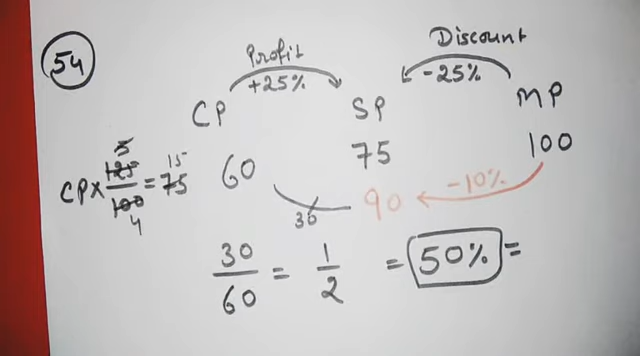 54
Profit Discount
+25% -25%
CP SP MP
CP x 125/100 = 75 60 75 100
5 15
4
30 90 -10%
30/60 = 1/2 = 50% =